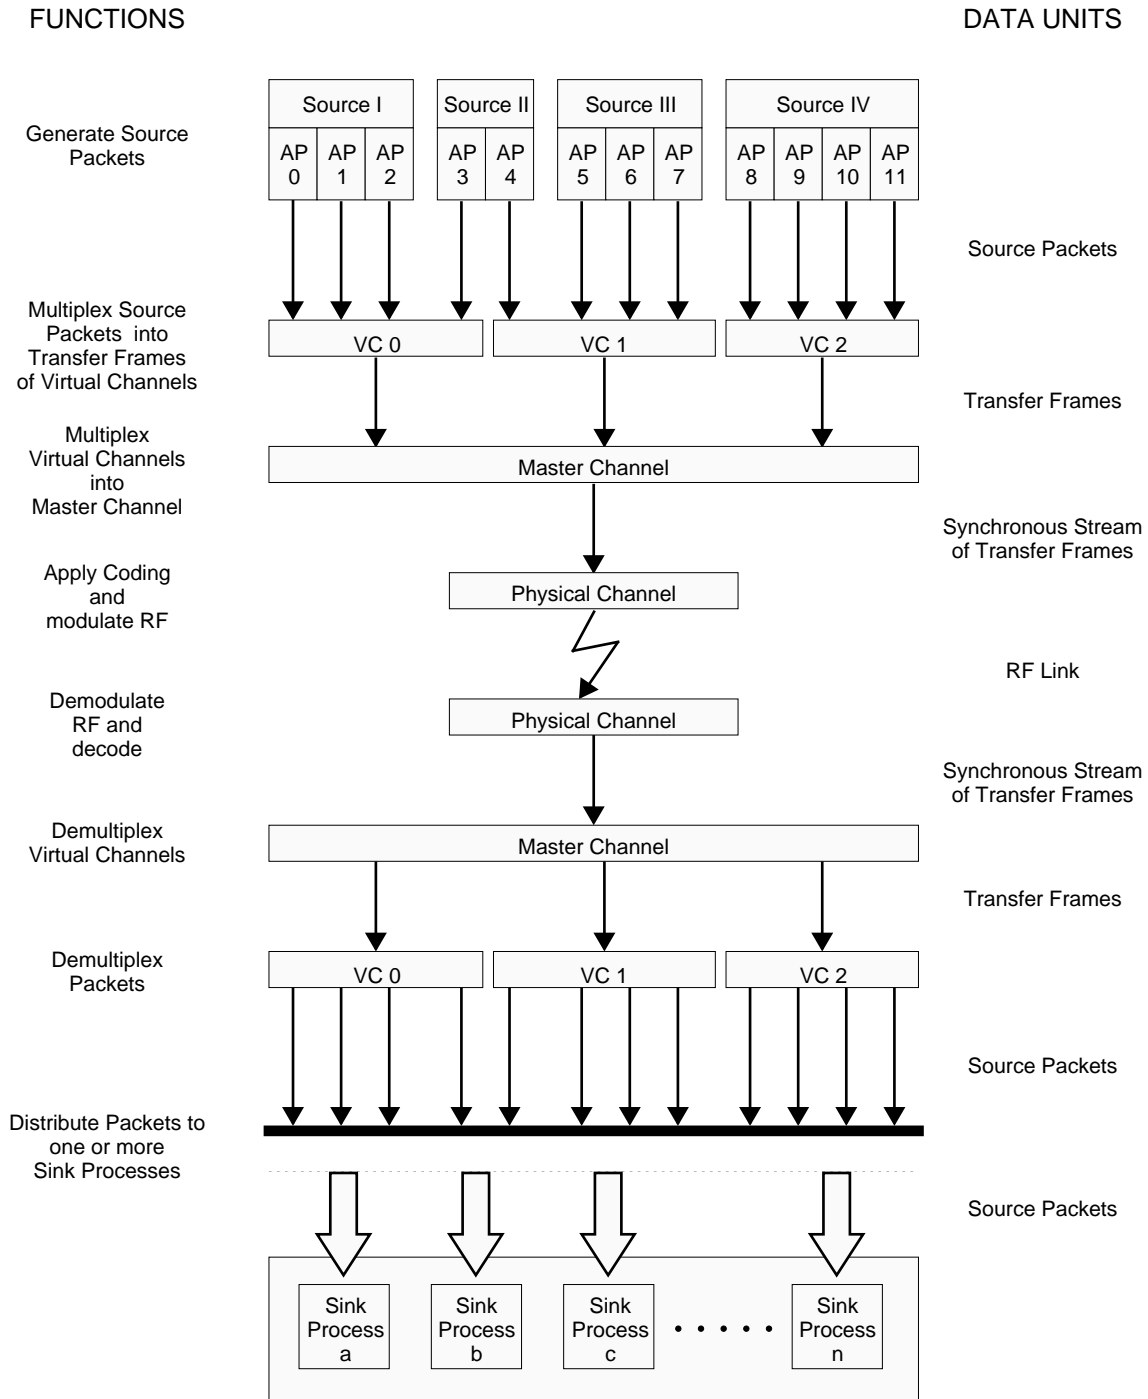 FUNCTIONS
DATA UNITS
Source I
Source II
Source III
Source IV
Generate Source
Packets
AP
0
AP
1
AP
2
AP
3
AP
4
AP
5
AP
6
AP
7
AP
8
AP
9
AP
10
AP
11
Source Packets
Multiplex Source
Packets into
Transfer Frames
of Virtual Channels
VC 0
VC 1
VC 2
Transfer Frames
Multiplex
Virtual Channels
into
Master Channel
Master Channel
Synchronous Stream
of Transfer Frames
Apply Coding
and
modulate RF
Physical Channel
RF Link
Demodulate
RF and
decode
Physical Channel
Synchronous Stream
of Transfer Frames
Demultiplex
Virtual Channels
Master Channel
Transfer Frames
Demultiplex
Packets
VC 0
VC 1
VC 2
Source Packets
Distribute Packets to
one or more
Sink Processes
Source Packets
Sink
Process
a
Sink
Process
b
Sink
Process
c
. . . . .
Sink
Process
n